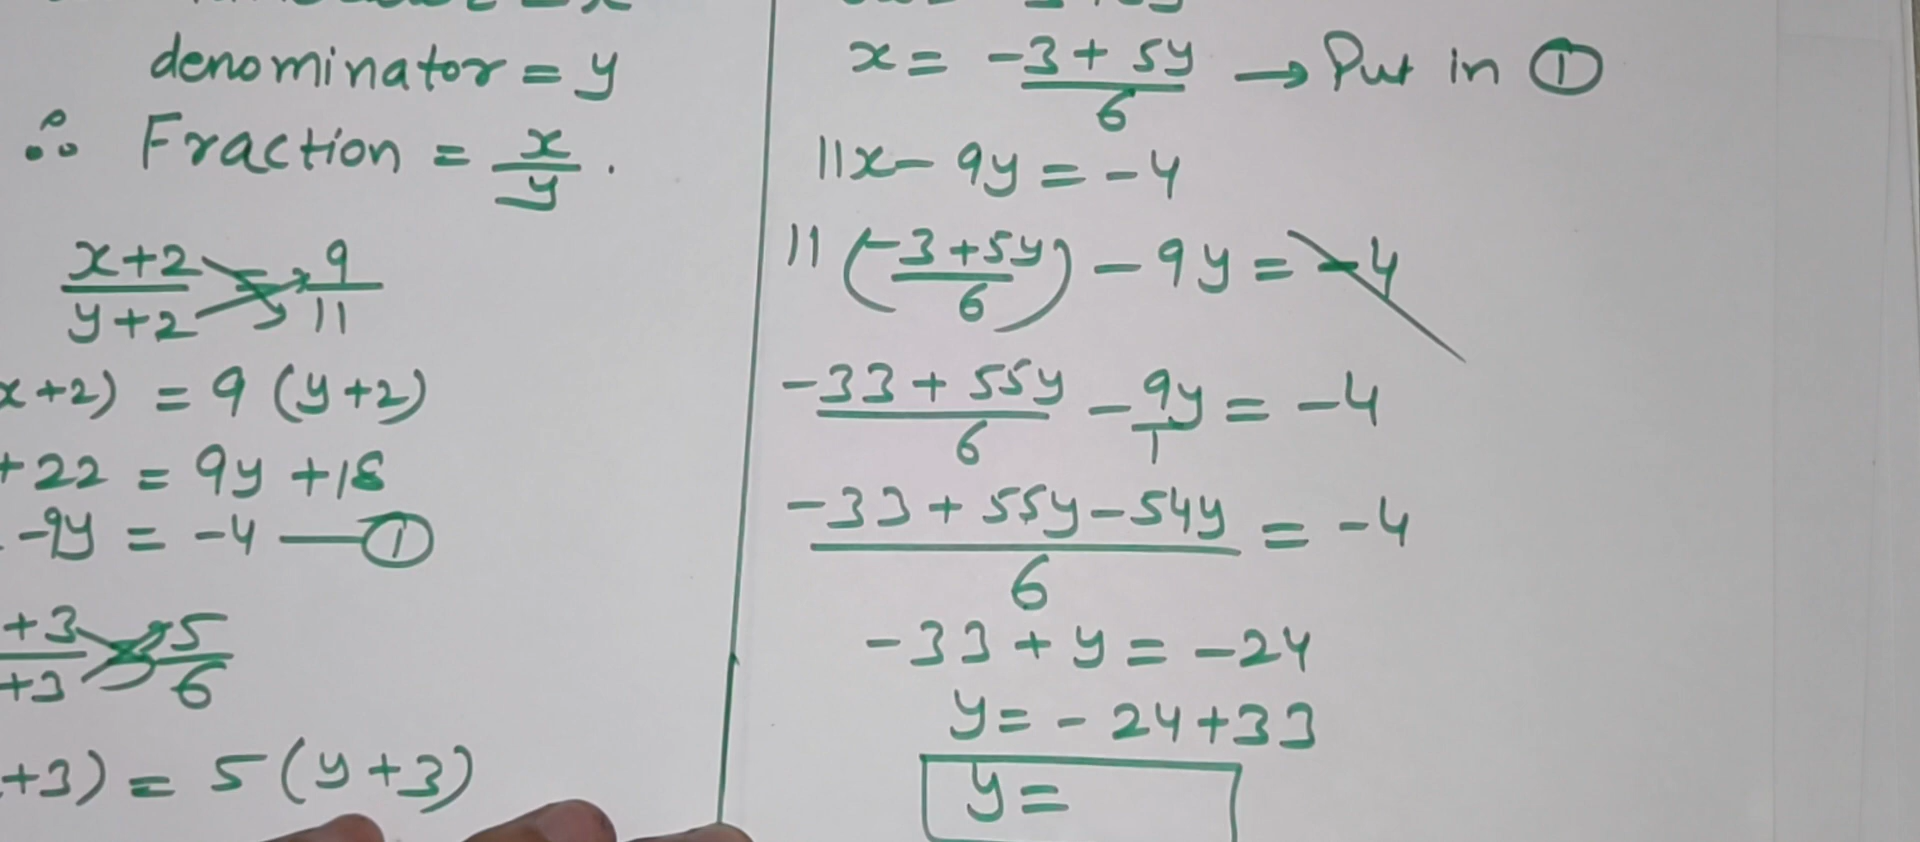 denominator = y
∴ Fraction = x/y .
x+2/y+2 = 9/11
x+2) = 9 (y+2)
+22 = 9y +18
-9y = -4 — ①
+3/+3 = 5/6
+3) = 5 (y+3)
x = -3+5y/6 → Put in ①
11x - 9y = -4
11 (-3+5y/6) - 9y = -4
-33+55y/6 - 9y/1 = -4
-33+55y-54y/6 = -4
-33 + y = -24
y = -24+33
y =